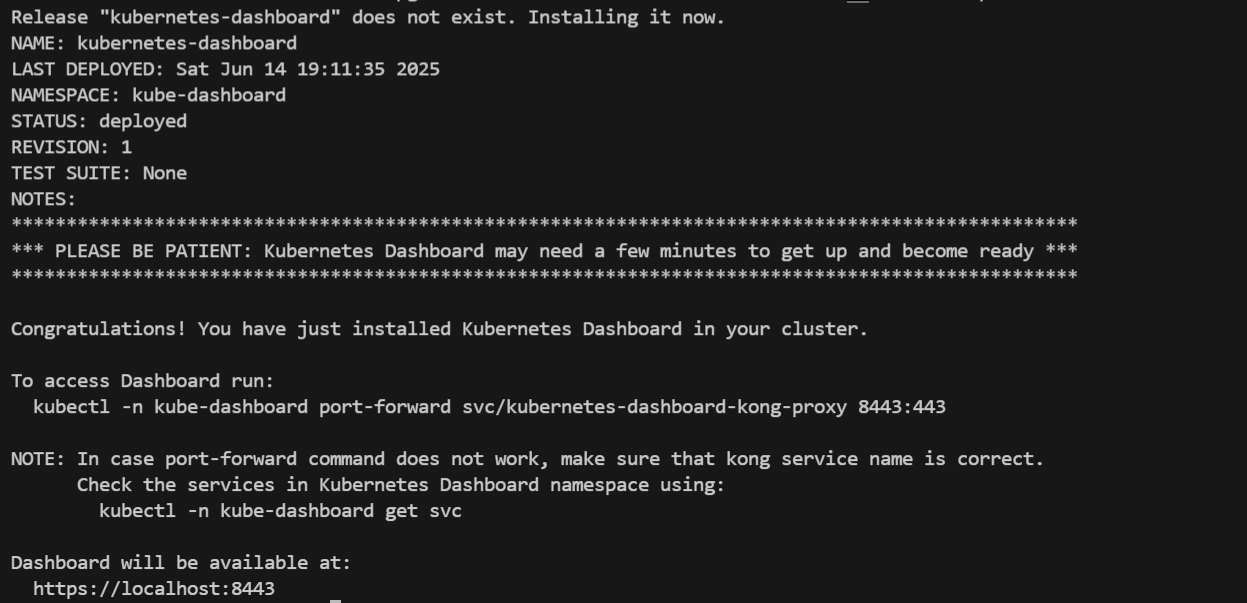 Release "kubernetes-dashboard" does not exist. Installing it now.
NAME: kubernetes-dashboard
LAST DEPLOYED: Sat Jun 14 19:11:35 2025
NAMESPACE: kube-dashboard
STATUS: deployed
REVISION: 1
TEST SUITE: None
NOTES:
*************************************************************************************************
*** PLEASE BE PATIENT: Kubernetes Dashboard may need a few minutes to get up and become ready ***
*************************************************************************************************

Congratulations! You have just installed Kubernetes Dashboard in your cluster.

To access Dashboard run:
  kubectl -n kube-dashboard port-forward svc/kubernetes-dashboard-kong-proxy 8443:443

NOTE: In case port-forward command does not work, make sure that kong service name is correct.
      Check the services in Kubernetes Dashboard namespace using:
        kubectl -n kube-dashboard get svc

Dashboard will be available at:
  https://localhost:8443